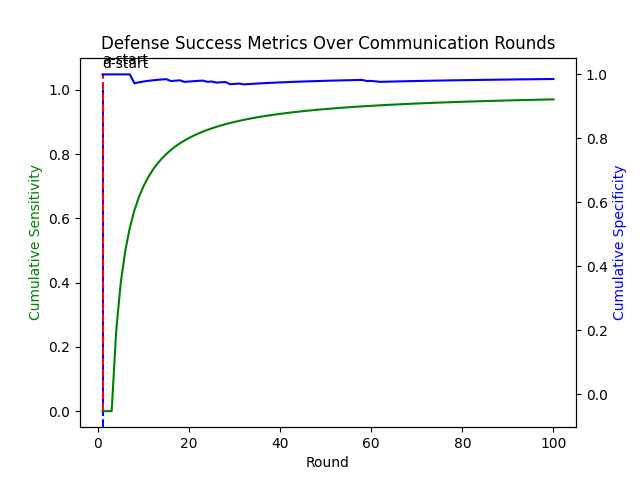 Defense Success Metrics Over Communication Rounds
a-start
d-start
1.0
0.8
0.6
0.4
0.2
0.0
Cumulative Sensitivity
1.0
0.8
0.6
0.4
0.2
0.0
Cumulative Specificity
0 20 40 60 80 100
Round